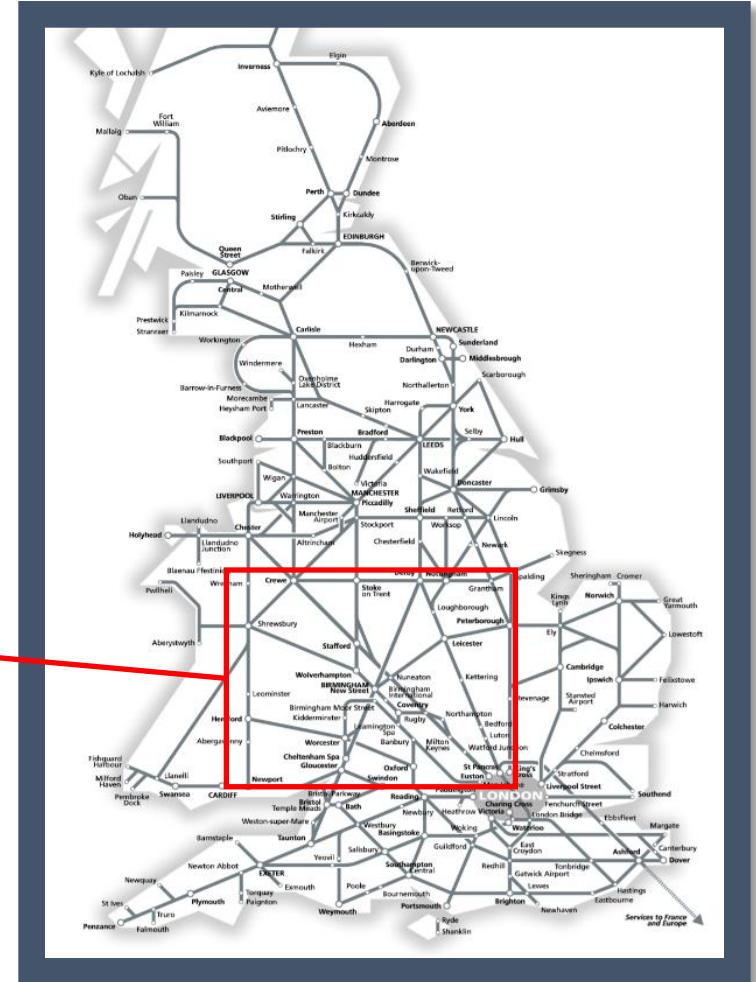 Elgin
Inverness
Kyle of Lochalsh
Aviemore
Aberdeen
Fort
William
Mallaig
Pitlochry
Montrose
Perth
Dundee
Oban
Stirling
Kirkcaldy
EDINBURGH
Queen
Street
Falkirk
Berwick-
upon-Tweed
Paisley
GLASGOW
Central
Motherwell
Prestwick
Kilmarnock
Stranraer
Carlisle
NEWCASTLE
Workington
Hexham
Sunderland
Durham
Darlington
Middlesbrough
Windermere
Scarborough
Oxenholme
Lake District
Barrow-in-Furness
Northallerton
Morecambe
Lancaster
Harrogate
York
Heysham Port
Skipton
Preston
Bradford
Selby
Blackpool
Blackburn
LEEDS
Hull
Huddersfield
Southport
Bolton
Wakefield
Wigan
Victoria
Doncaster
MANCHESTER
Grimsby
LIVERPOOL
Warrington
Piccadilly
Manchester
Airport
Sheffield
Retford
Llandudno
Stockport
Worksop
Lincoln
Holyhead
Chester
Llandudno
Junction
Altrincham
Chesterfield
Newark
Skegness
Blaenau Ffestiniog
Derby
Nottingham
Spalding
Sheringham
Cromer
Pwllheli
Wrexham
Crewe
Stoke
on Trent
Grantham
Kings
Lynn
Norwich
Great
Yarmouth
Loughborough
Shrewsbury
Peterborough
Aberystwyth
Stafford
Leicester
Ely
Lowestoft
Wolverhampton
Cambridge
BIRMINGHAM
New Street
Nuneaton
Kettering
Ipswich
Felixstowe
Leominster
Birmingham
International
Stevenage
Stansted
Airport
Birmingham Moor Street
Coventry
Harwich
Hereford
Kidderminster
Rugby
Northampton
Leamington
Spa
Bedford
Colchester
Abergavenny
Worcester
Banbury
Milton
Keynes
Luton
Watford Junction
Chelmsford
Fishguard
Harbour
Cheltenham Spa
Gloucester
Oxford
St Pancras
King's
Cross
Euston
Stratford
Milford
Haven
Llanelli
Newport
Swindon
Liverpool Street
Pembroke
Dock
Swansea
CARDIFF
Bristol Parkway
Reading
Paddington
LONDON
Southend
Bristol
Temple Meads
Bath
Charing Cross
Fenchurch Street
Newbury
Heathrow
Victoria
London Bridge
Ebbsfleet
Weston-super-Mare
Westbury
Waterloo
Margate
Barnstaple
Taunton
Basingstoke
Woking
East
Croydon
Canterbury
Salisbury
Guildford
Ashford
Dover
Newton Abbot
Yeovil
Southampton
Central
Redhill
Tonbridge
Gatwick Airport
EXETER
Newquay
Exmouth
Poole
Lewes
Hastings
Torquay
Bournemouth
Eastbourne
St Ives
Plymouth
Paignton
Weymouth
Portsmouth
Brighton
Newhaven
Truro
Penzance
Falmouth
Ryde
Shanklin
Services to France
and Europe